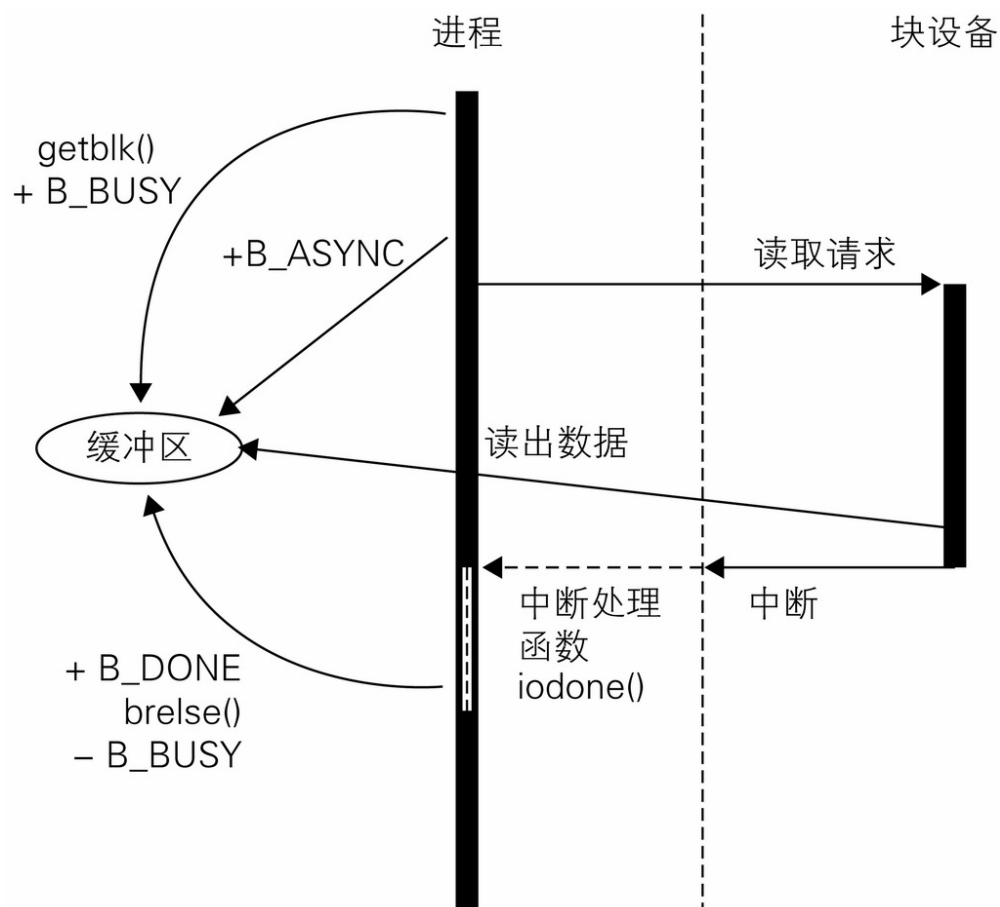 进程
块设备
getblk()
+ B_BUSY
+B_ASYNC
读取请求
缓冲区
读出数据
中断处理
函数
iodone()
中断
+ B_DONE
brelse()
– B_BUSY